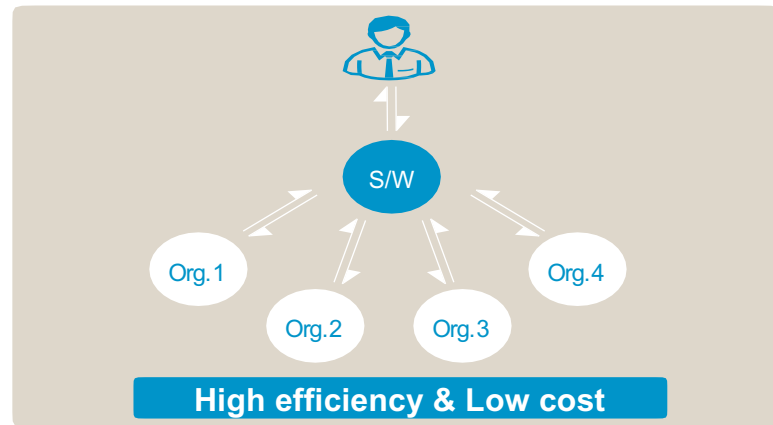 S/W
Org.1
Org.4
Org.2
Org.3
High efficiency & Low cost